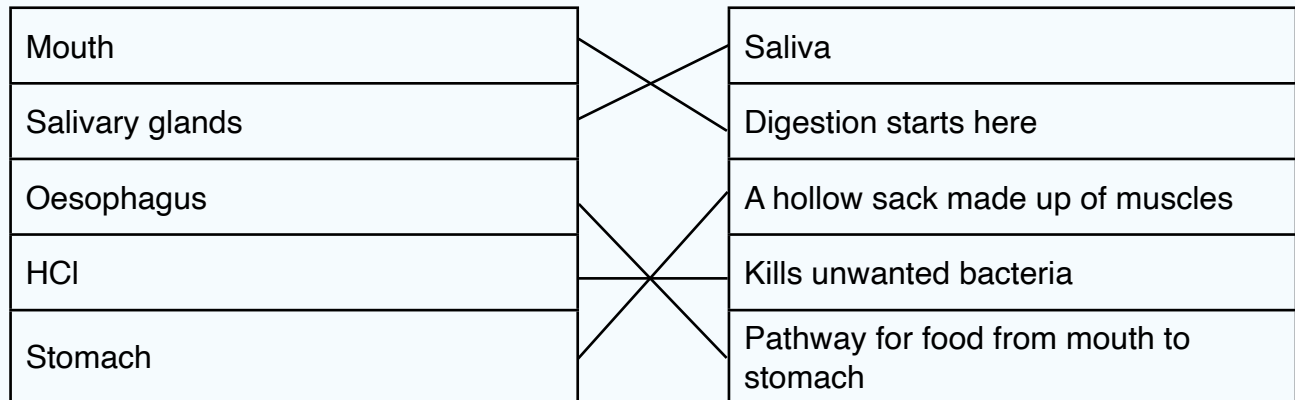 Mouth
Saliva
Salivary glands
Digestion starts here
Oesophagus
A hollow sack made up of muscles
HCl
Kills unwanted bacteria
Stomach
Pathway for food from mouth to
stomach